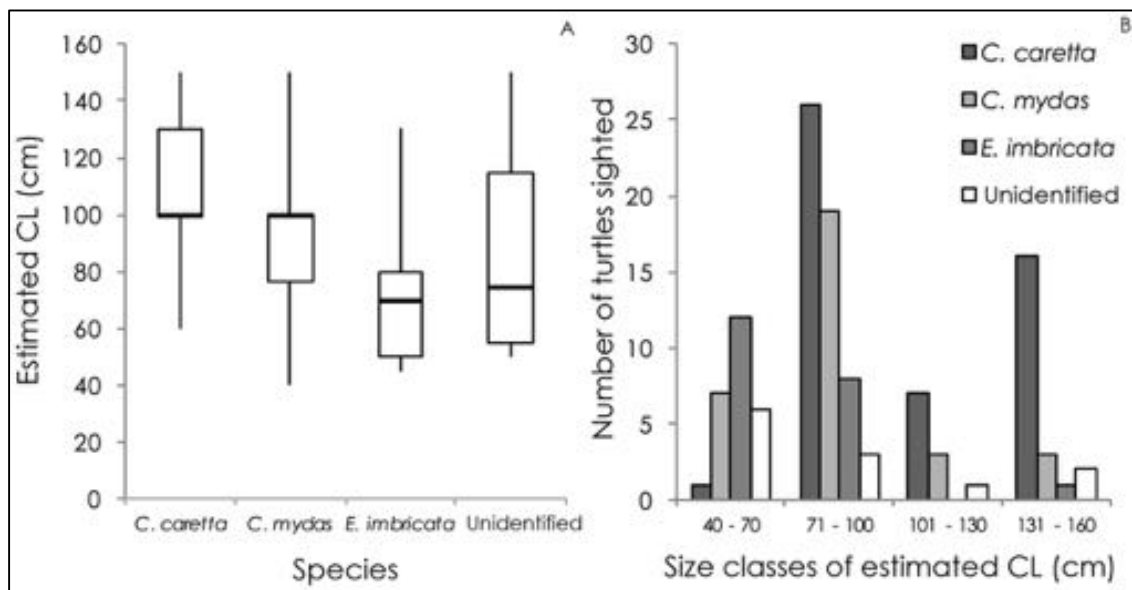 A
Estimated CL (cm)
160
140
120
100
80
60
40
20
0
C. caretta
C. mydas
E. imbricata
Unidentified
Species
B
Number of turtles sighted
30
25
20
15
10
5
0
C. caretta
C. mydas
E. imbricata
Unidentified
40 - 70
71 - 100
101 - 130
131 - 160
Size classes of estimated CL (cm)